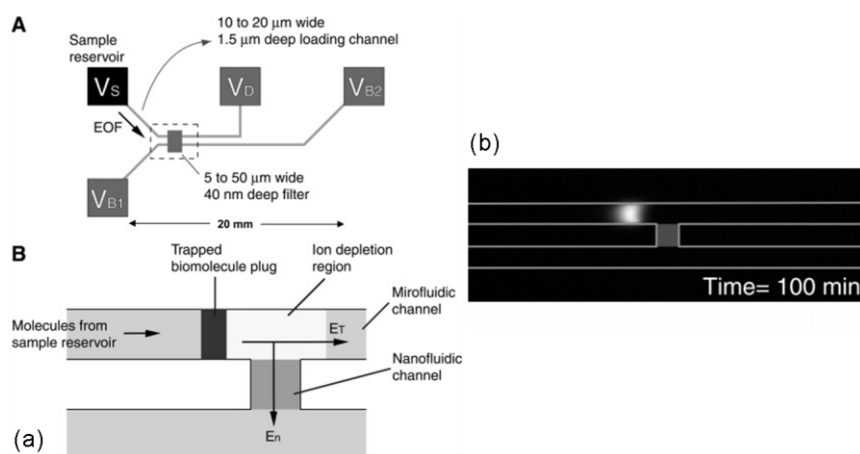 A
10 to 20 µm wide
1.5 µm deep loading channel
Sample
reservoir
VS
VD
VB2
EOF
5 to 50 µm wide
40 nm deep filter
VB1
20 mm
B
Trapped
biomolecule plug
Ion depletion
region
Mirofluidic
channel
Molecules from
sample reservoir
ET
Nanofluidic
channel
En
(a)
(b)
Time= 100 min